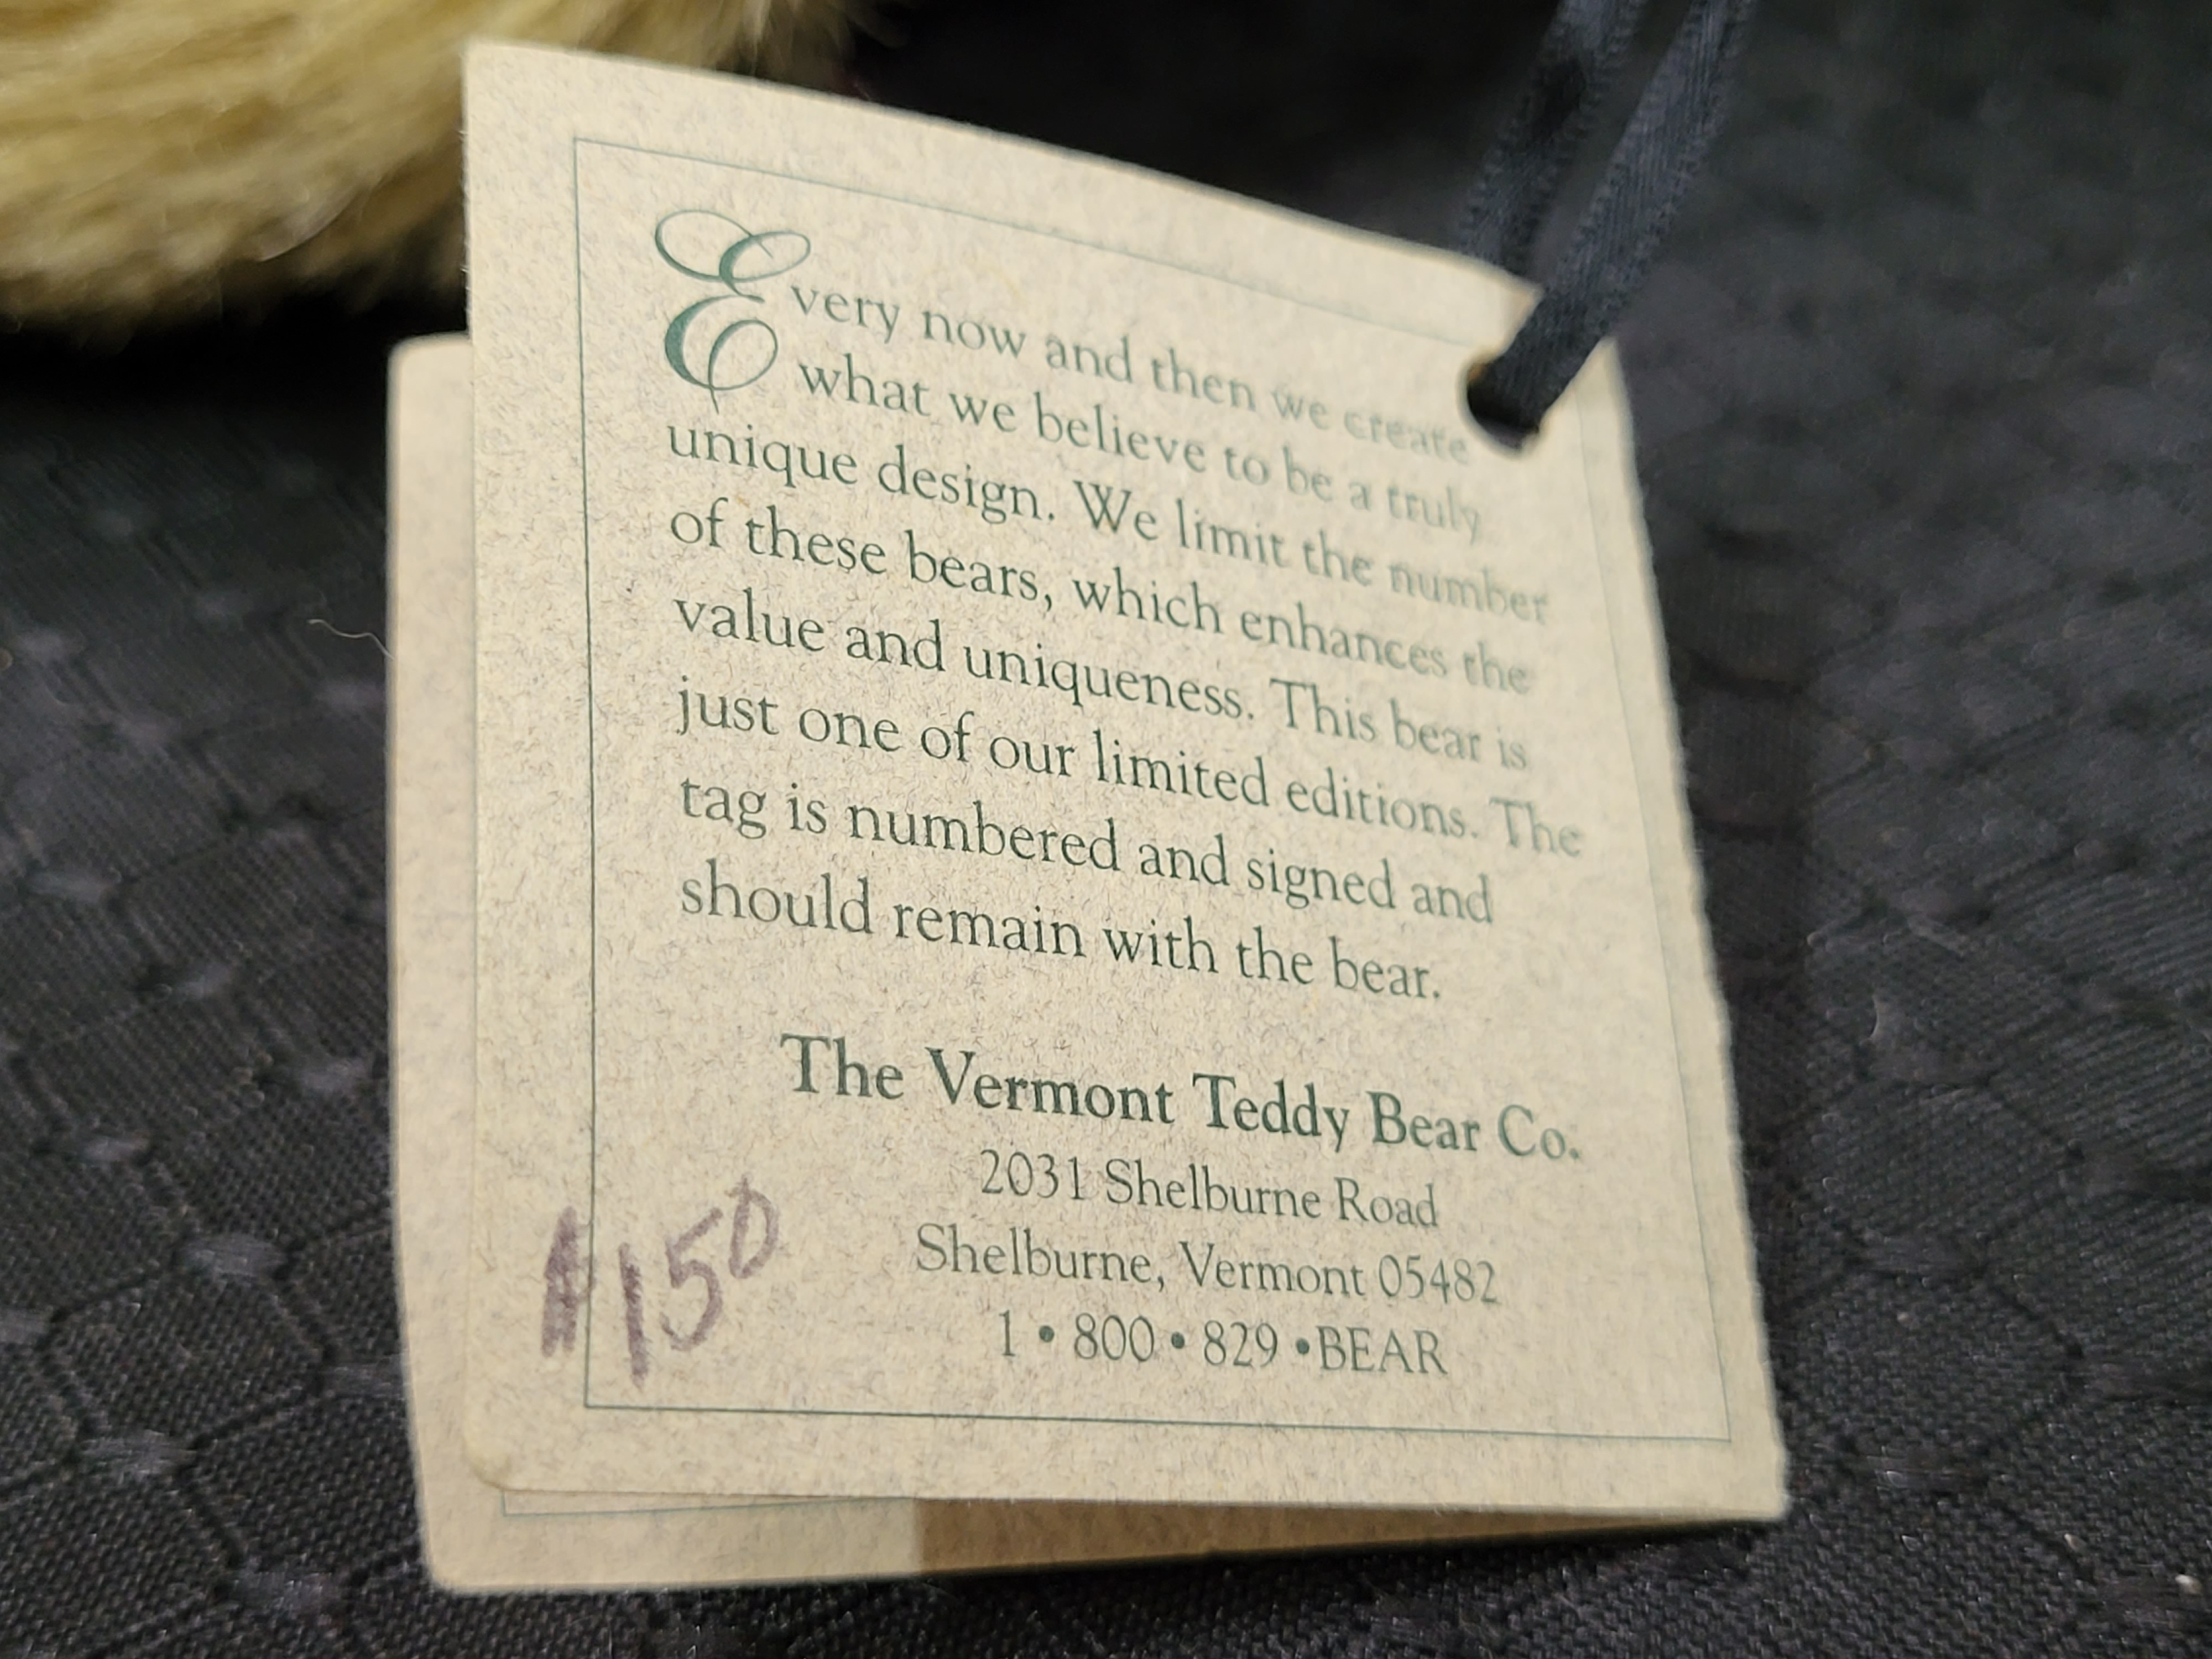 Every now and then we create
what we believe to be a truly
unique design. We limit the number
of these bears, which enhances the
value and uniqueness. This bear is
just one of our limited editions. The
tag is numbered and signed and
should remain with the bear.
The Vermont Teddy Bear Co.
2031 Shelburne Road
Shelburne, Vermont 05482
1 • 800 • 829 • BEAR
#150